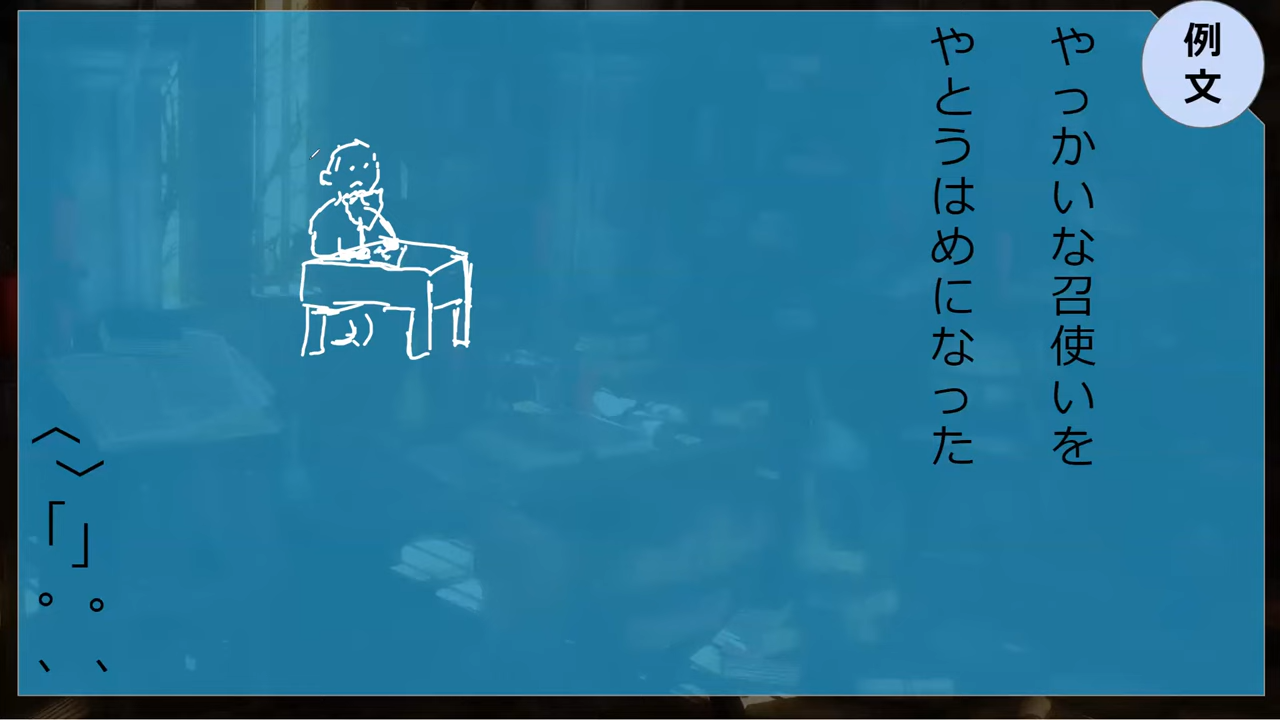 例文
やっかいな召使いを
やとうはめになった
〈〉
「」
。。
、、